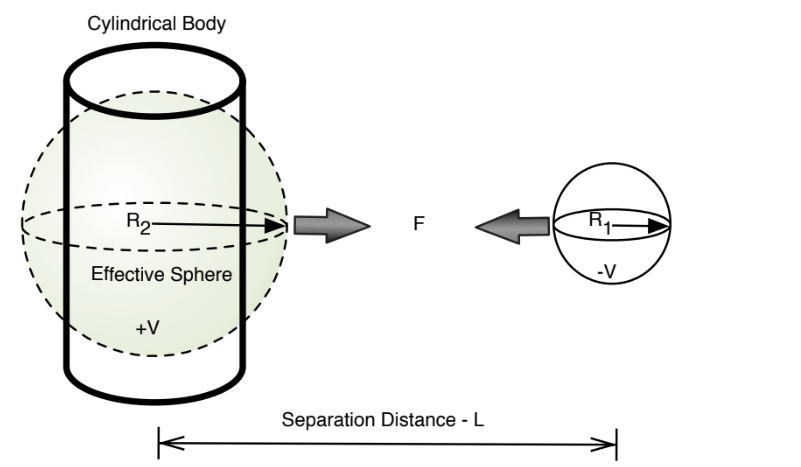 Cylindrical Body
R2
F
R1
Effective Sphere
-V
+V
Separation Distance - L